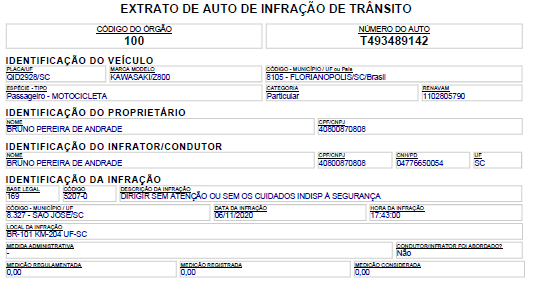 EXTRATO DE AUTO DE INFRAÇÃO DE TRÂNSITO
CÓDIGO DO ÓRGÃO NÚMERO DO AUTO
100 T493489142
IDENTIFICAÇÃO DO VEÍCULO
PLACA/UF MARCA MODELO CÓDIGO - MUNICÍPIO / UF ou País
QID2928/SC KAWASAKI/Z800 8105 - FLORIANOPOLIS/SC/Brasil
ESPÉCIE - TIPO CATEGORIA RENAVAM
Passageiro - MOTOCICLETA Particular 1102805790
IDENTIFICAÇÃO DO PROPRIETÁRIO
NOME CPF/CNPJ
BRUNO PEREIRA DE ANDRADE 40800870808
IDENTIFICAÇÃO DO INFRATOR/CONDUTOR
NOME CPF/CNPJ CNH/PD UF
BRUNO PEREIRA DE ANDRADE 40800870808 04776650054 SC
IDENTIFICAÇÃO DA INFRAÇÃO
BASE LEGAL CÓDIGO DESCRIÇÃO DA INFRAÇÃO
169 5207-0 DIRIGIR SEM ATENÇÃO OU SEM OS CUIDADOS INDISP À SEGURANÇA
CÓDIGO - MUNICÍPIO / UF DATA DA INFRAÇÃO HORA DA INFRAÇÃO
8.327 - SAO JOSE/SC 06/11/2020 17:43:00
LOCAL DA INFRAÇÃO
BR-101 KM-204 UF-SC
MEDIDA ADMINISTRATIVA CONDUTOR/INFRATOR FOI ABORDADO?
- Não
MEDIÇÃO REGULAMENTADA MEDIÇÃO REGISTRADA MEDIÇÃO CONSIDERADA
0,00 0,00 0,00